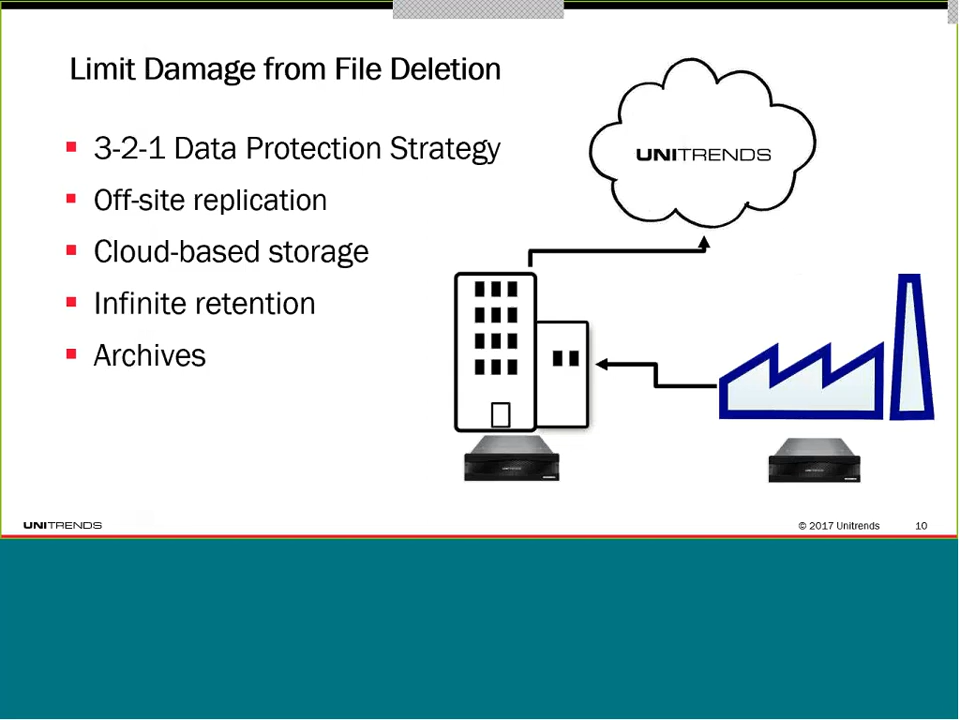 Limit Damage from File Deletion
3-2-1 Data Protection Strategy
Off-site replication
Cloud-based storage
Infinite retention
Archives
UNITRENDS
UNITRENDS
© 2017 Unitrends
10